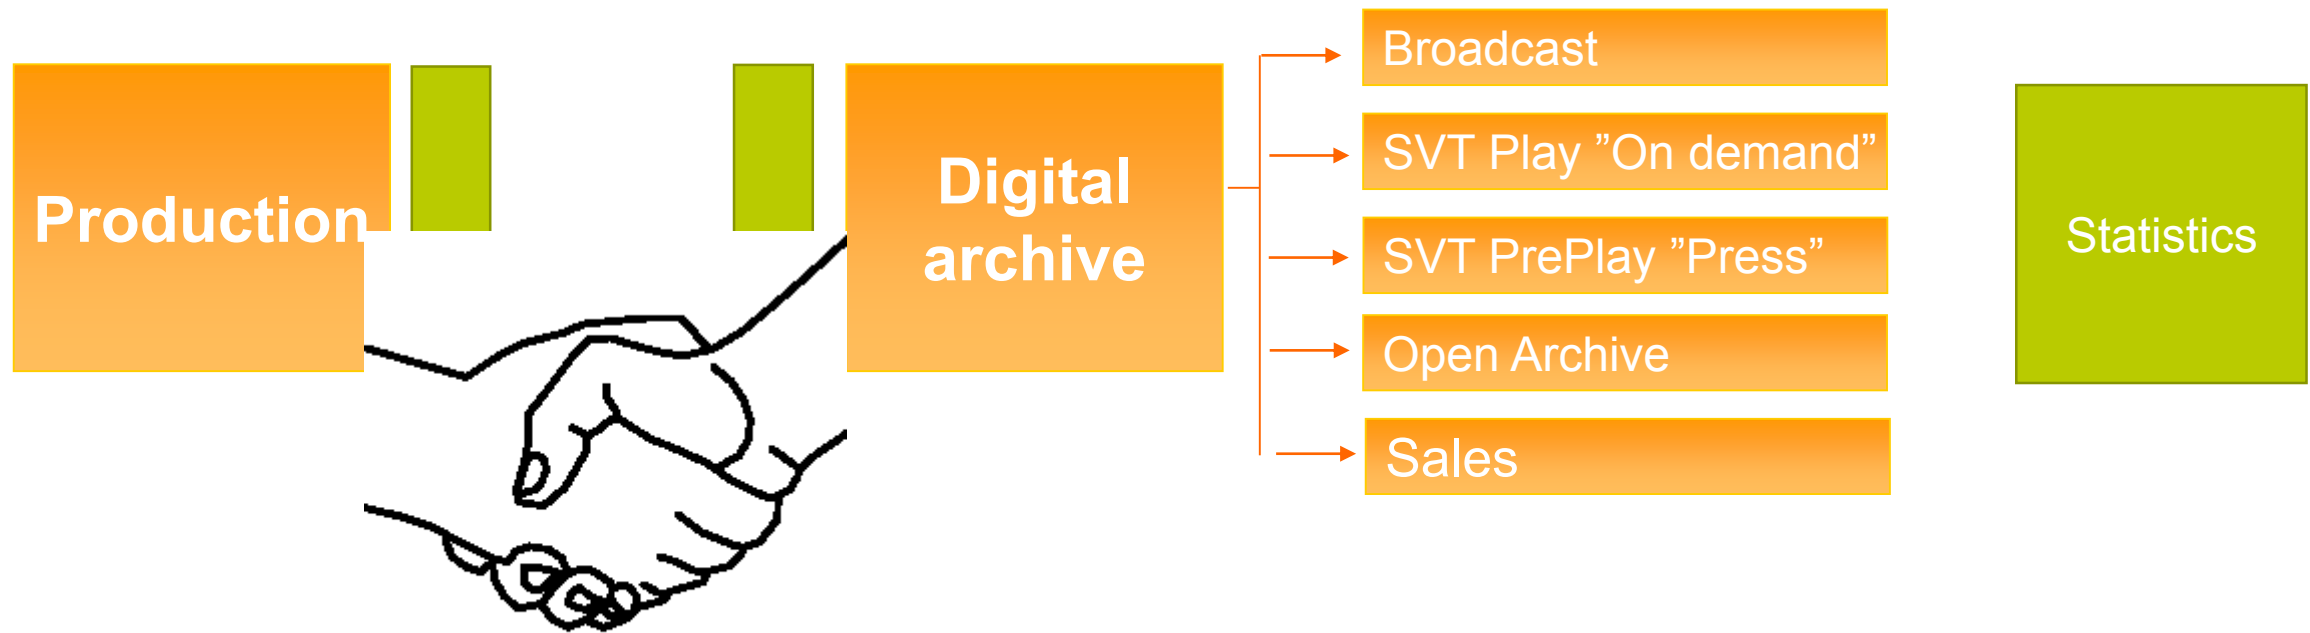 Production
Digital
archive
Broadcast
SVT Play ”On demand”
SVT PrePlay ”Press”
Open Archive
Sales
Statistics